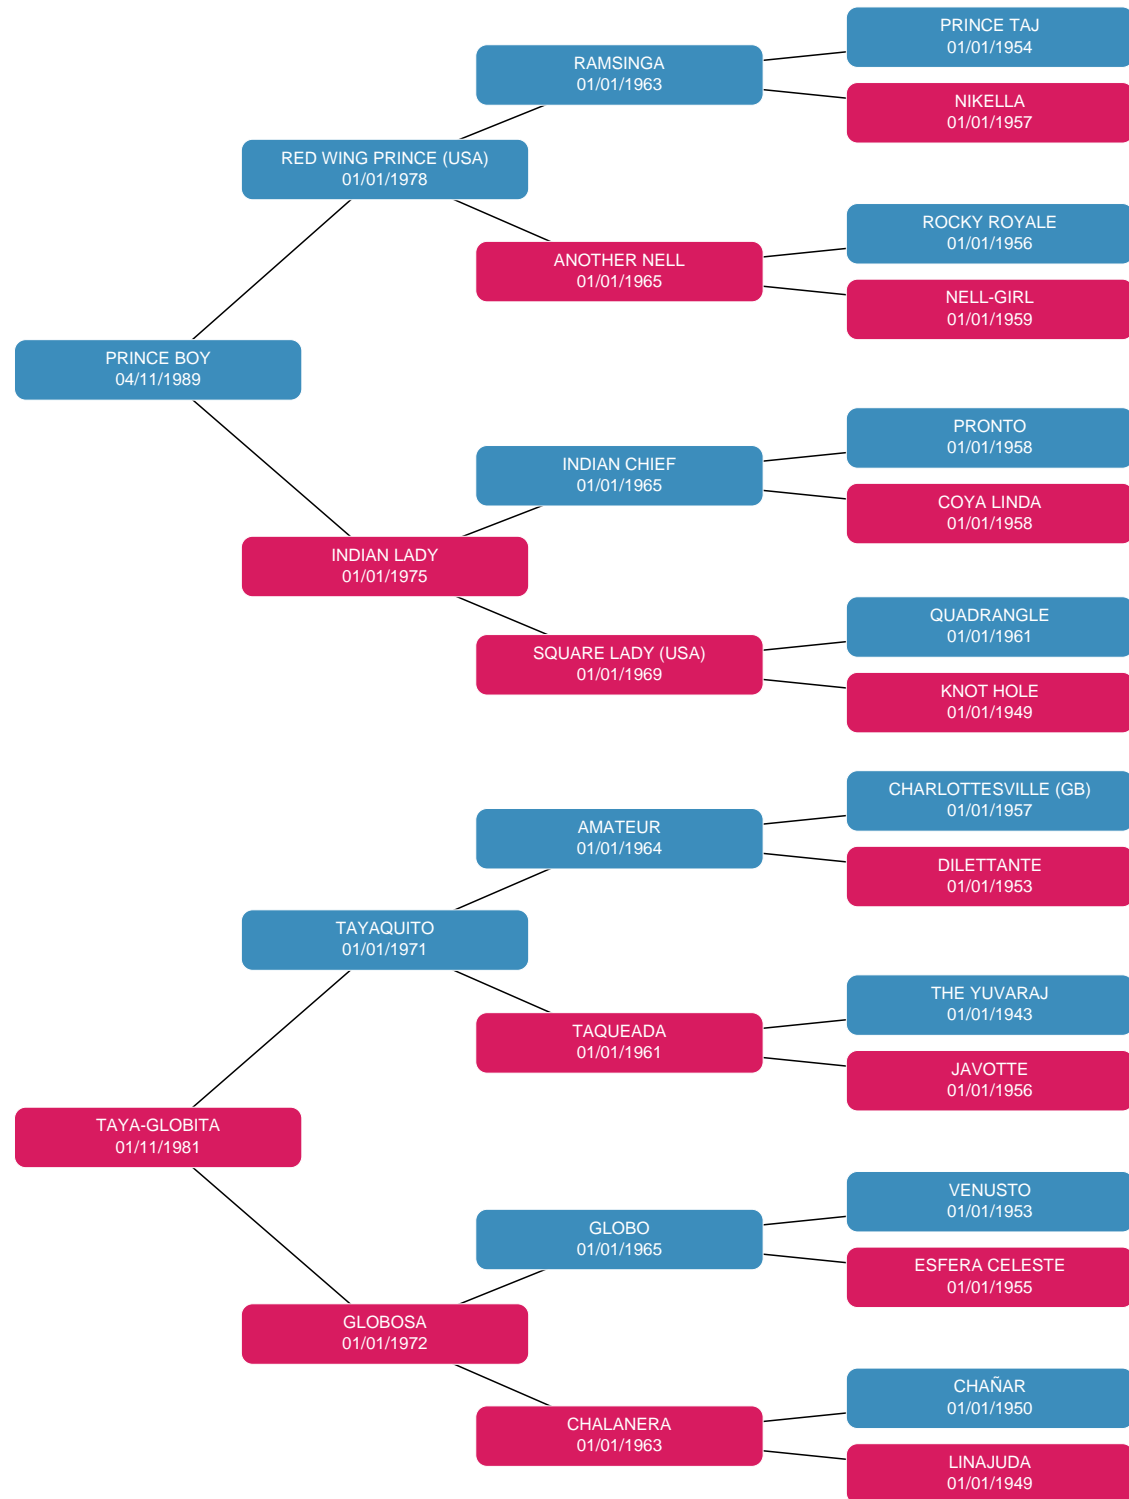 PRINCE TAJ
01/01/1954
RAMSINGA
01/01/1963
NIKELLA
01/01/1957
RED WING PRINCE (USA)
01/01/1978
ROCKY ROYALE
01/01/1956
ANOTHER NELL
01/01/1965
NELL-GIRL
01/01/1959
PRINCE BOY
04/11/1989
PRONTO
01/01/1958
INDIAN CHIEF
01/01/1965
COYA LINDA
01/01/1958
INDIAN LADY
01/01/1975
QUADRANGLE
01/01/1961
SQUARE LADY (USA)
01/01/1969
KNOT HOLE
01/01/1949
CHARLOTTESVILLE (GB)
01/01/1957
AMATEUR
01/01/1964
DILETTANTE
01/01/1953
TAYAQUITO
01/01/1971
THE YUVARAJ
01/01/1943
TAQUEADA
01/01/1961
JAVOTTE
01/01/1956
TAYA-GLOBITA
01/11/1981
VENUSTO
01/01/1953
GLOBO
01/01/1965
ESFERA CELESTE
01/01/1955
GLOBOSA
01/01/1972
CHAÑAR
01/01/1950
CHALANERA
01/01/1963
LINAJUDA
01/01/1949